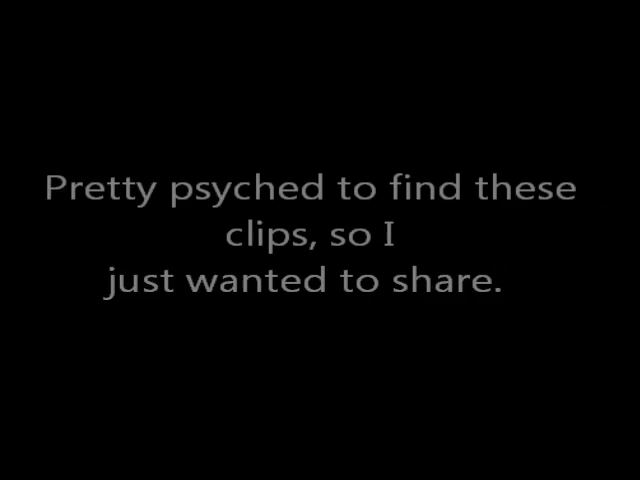 Pretty psyched to find these
clips, so I
just wanted to share.